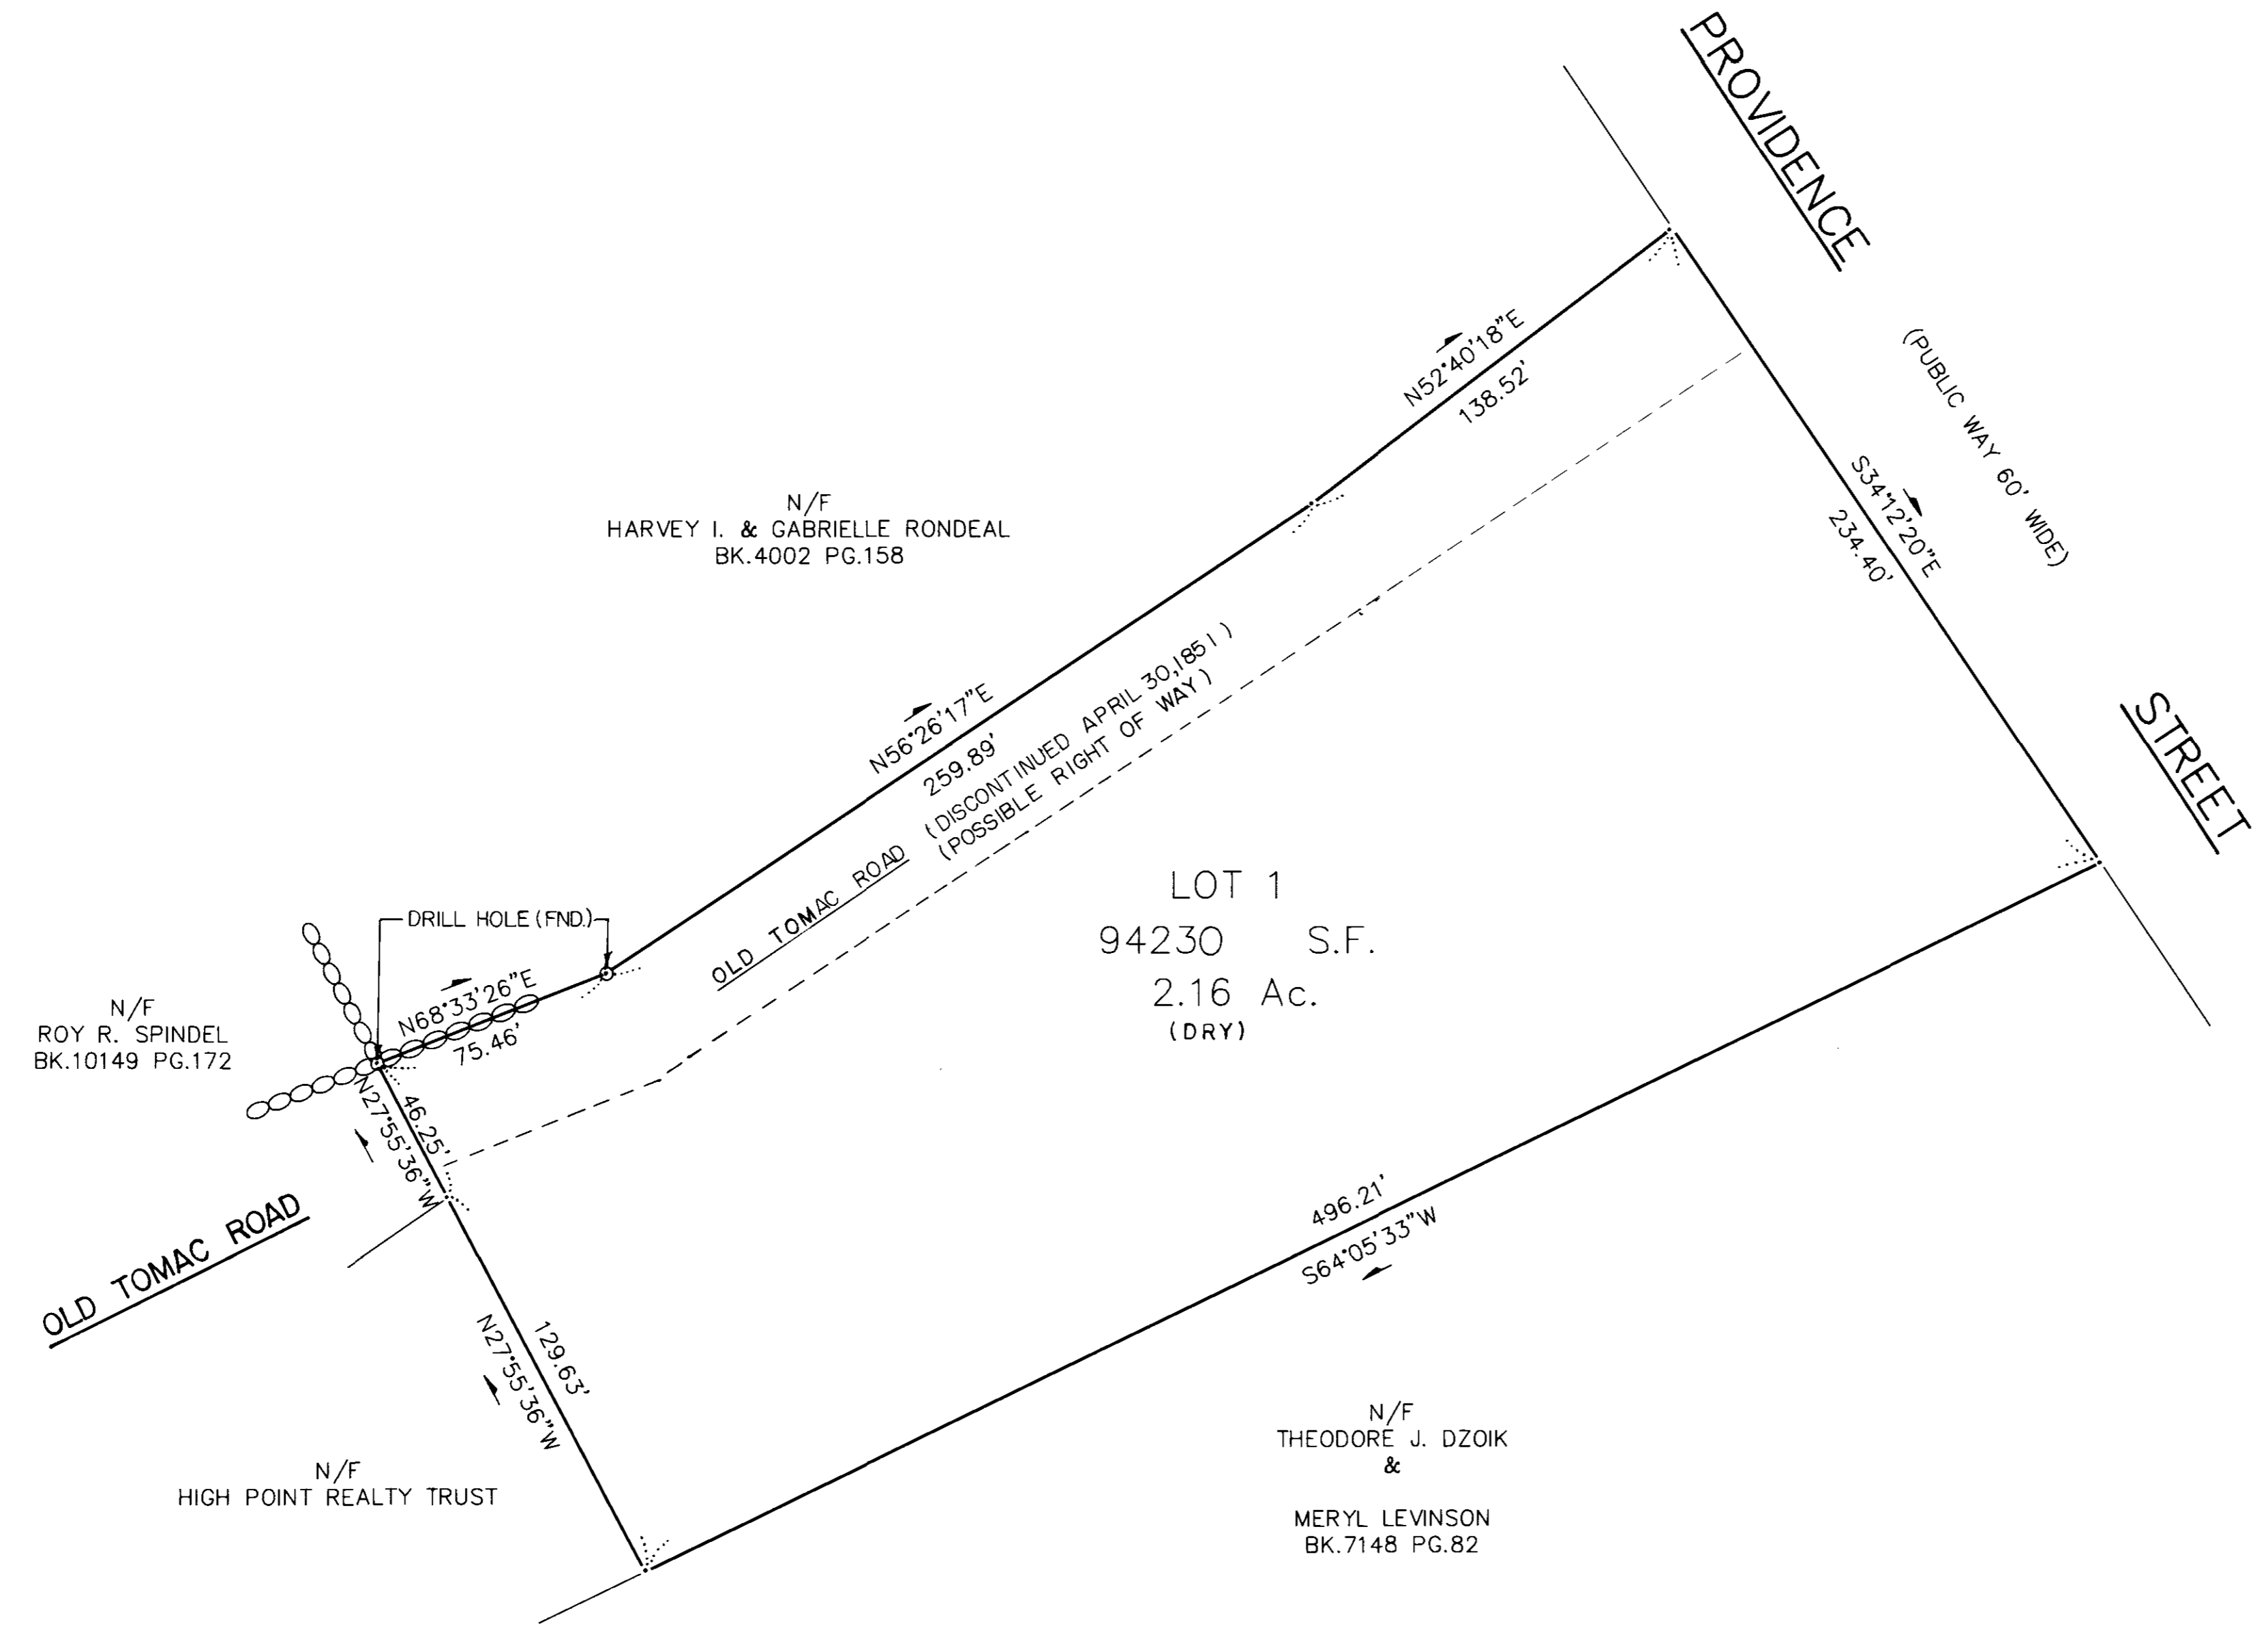 PROVIDENCE
(PUBLIC WAY 60' WIDE)
STREET
N52°40'18"E
138.52'
S34°12'20"E
234.40'
N/F
HARVEY I. & GABRIELLE RONDEAL
BK.4002 PG.158
N56°26'17"E
259.89'
OLD TOMAC ROAD
(DISCONTINUED APRIL 30,1851)
(POSSIBLE RIGHT OF WAY)
LOT 1
94230 S.F.
2.16 Ac.
(DRY)
DRILL HOLE (FND.)
N68°33'26"E
75.46'
N/F
ROY R. SPINDEL
BK.10149 PG.172
46.25'
N27°55'36"W
OLD TOMAC ROAD
129.63'
N27°55'36"W
N/F
HIGH POINT REALTY TRUST
496.21'
S64°05'33"W
N/F
THEODORE J. DZOIK
&
MERYL LEVINSON
BK.7148 PG.82